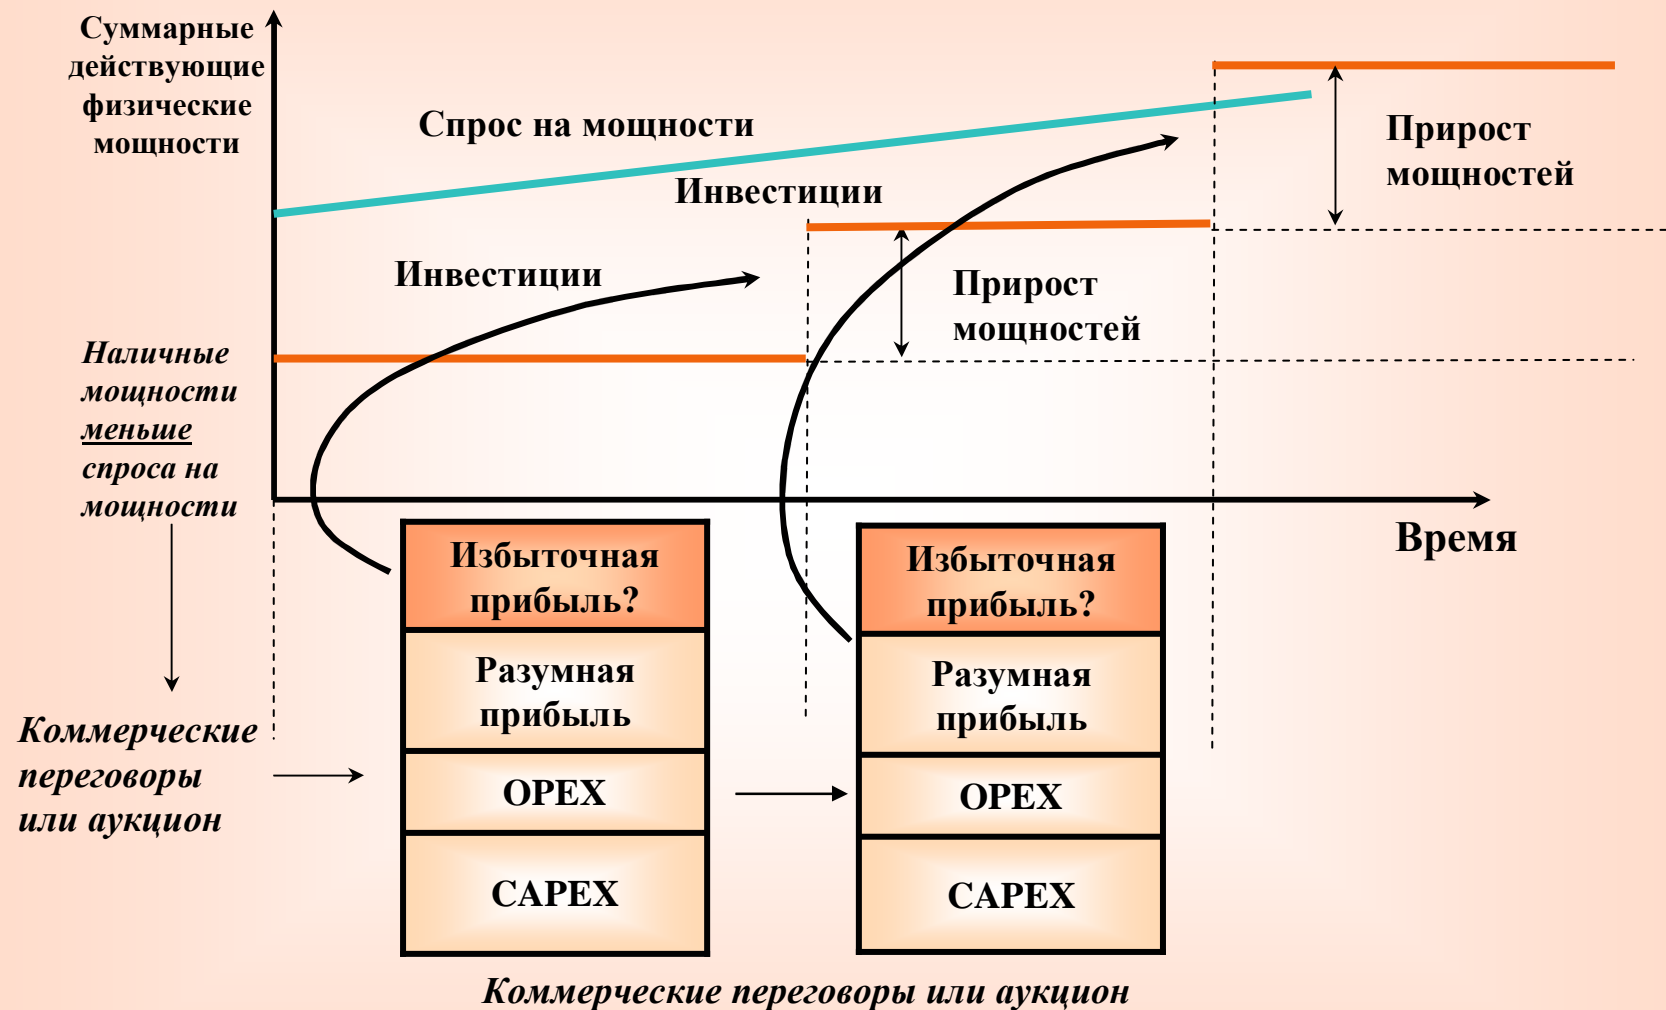 Суммарные
действующие
физические
мощности
Спрос на мощности
Инвестиции
Инвестиции
Прирост
мощностей
Прирост
мощностей
Наличные
мощности
меньше
спроса на
мощности
Время
Коммерческие
переговоры
или аукцион
Избыточная
прибыль?
Разумная
прибыль
OPEX
CAPEX
Избыточная
прибыль?
Разумная
прибыль
OPEX
CAPEX
Коммерческие переговоры или аукцион